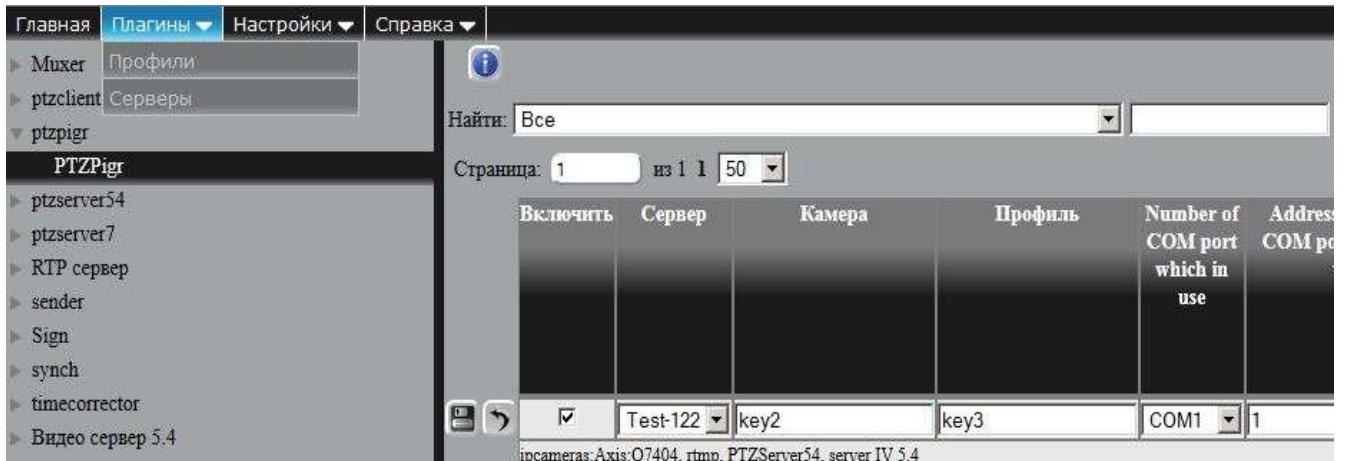 Главная Плагины Настройки Справка
Профили
Серверы
Muxer
ptzclient
ptzpigr
PTZPigr
ptzserver54
ptzserver7
RTP сервер
sender
Sign
synch
timecorrector
Видео сервер 5.4
Найти: Все
Страница: 1 из 1 1 50
Включить Сервер Камера Профиль Number of
COM port
which in
use
Test-122 key2 key3 COM1 1
ipcameras:Axis:Q7404, rtmp, PTZServer54, server IV 5.4